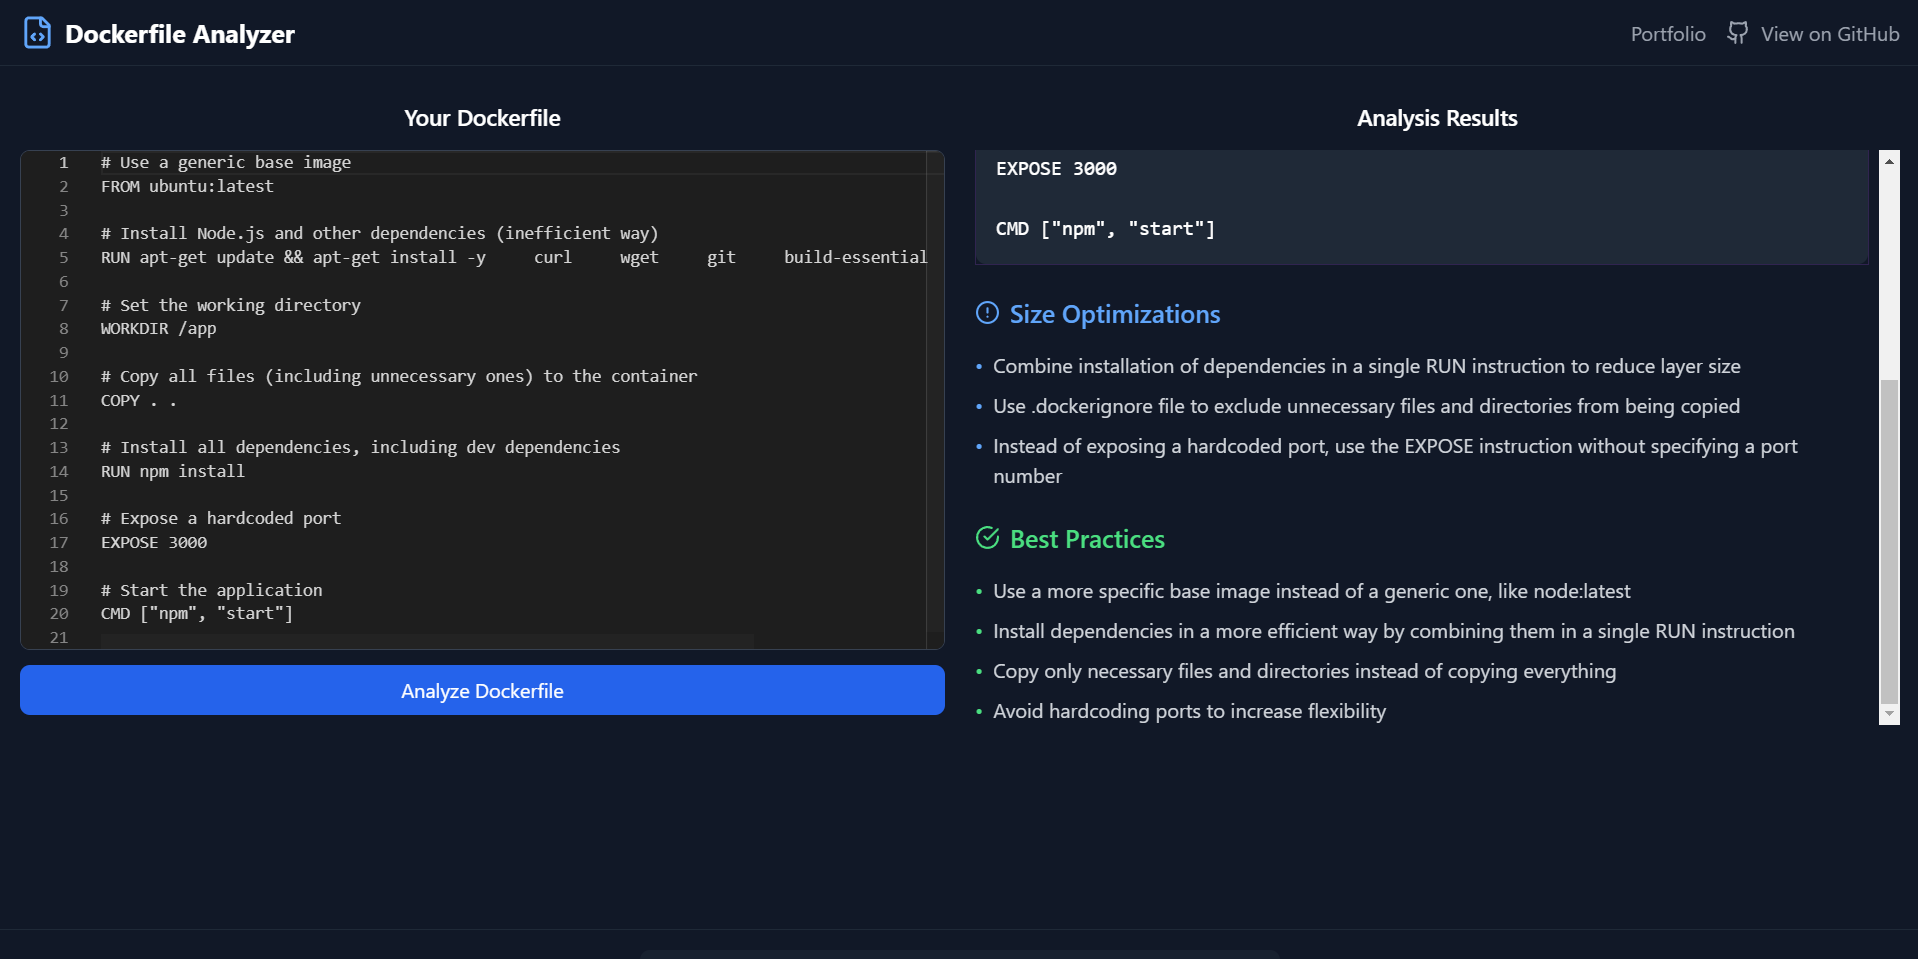 Dockerfile Analyzer
Portfolio
View on GitHub
Your Dockerfile
1 # Use a generic base image
2 FROM ubuntu:latest
3
4 # Install Node.js and other dependencies (inefficient way)
5 RUN apt-get update && apt-get install -y     curl     wget     git     build-essential
6
7 # Set the working directory
8 WORKDIR /app
9
10 # Copy all files (including unnecessary ones) to the container
11 COPY . .
12
13 # Install all dependencies, including dev dependencies
14 RUN npm install
15
16 # Expose a hardcoded port
17 EXPOSE 3000
18
19 # Start the application
20 CMD ["npm", "start"]
21
Analyze Dockerfile
Analysis Results
EXPOSE 3000
CMD ["npm", "start"]
Size Optimizations
• Combine installation of dependencies in a single RUN instruction to reduce layer size
• Use .dockerignore file to exclude unnecessary files and directories from being copied
• Instead of exposing a hardcoded port, use the EXPOSE instruction without specifying a port
number
Best Practices
• Use a more specific base image instead of a generic one, like node:latest
• Install dependencies in a more efficient way by combining them in a single RUN instruction
• Copy only necessary files and directories instead of copying everything
• Avoid hardcoding ports to increase flexibility